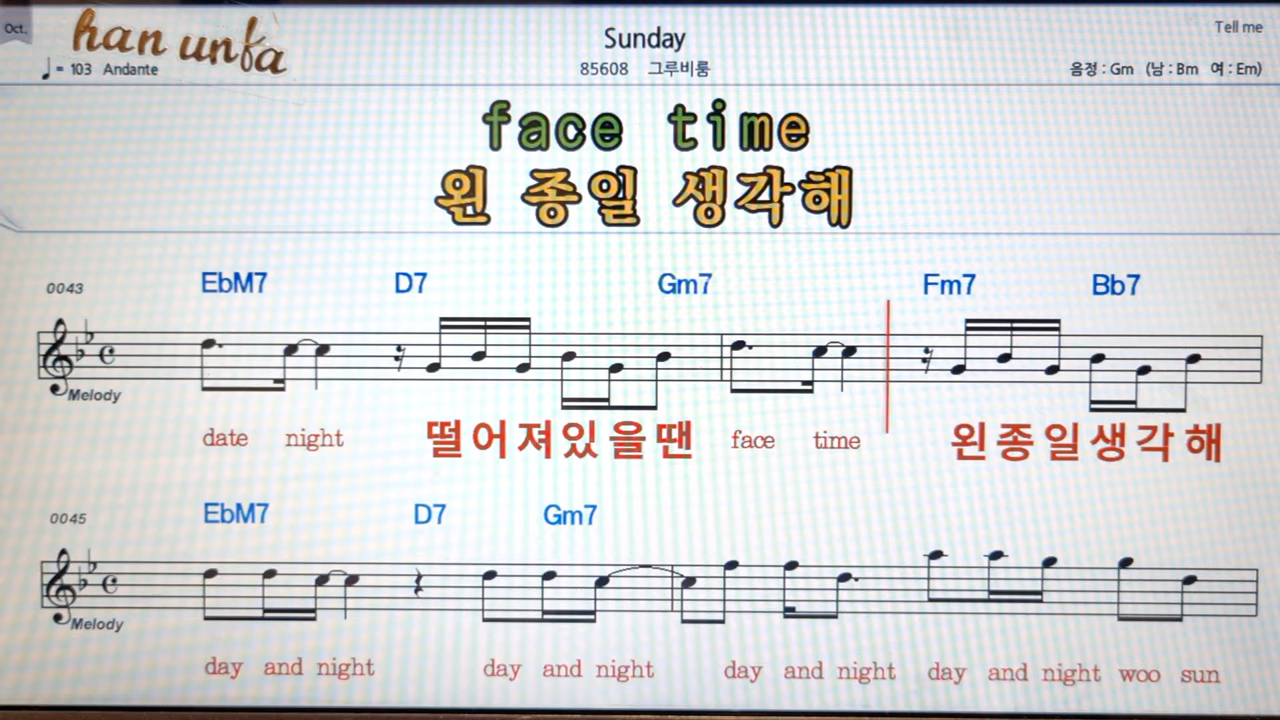 Oct.
han unfa
♩= 103 Andante
Sunday
85608 그루비룸
Tell me
음정 : Gm (남 : Bm 여 : Em)
face time
왼 종일 생각해
0043 EbM7 D7 Gm7 Fm7 Bb7
Melody
date night 떨어져있을땐 face time 왼종일생각해
0045 EbM7 D7 Gm7
Melody
day and night day and night day and night day and night woo sun